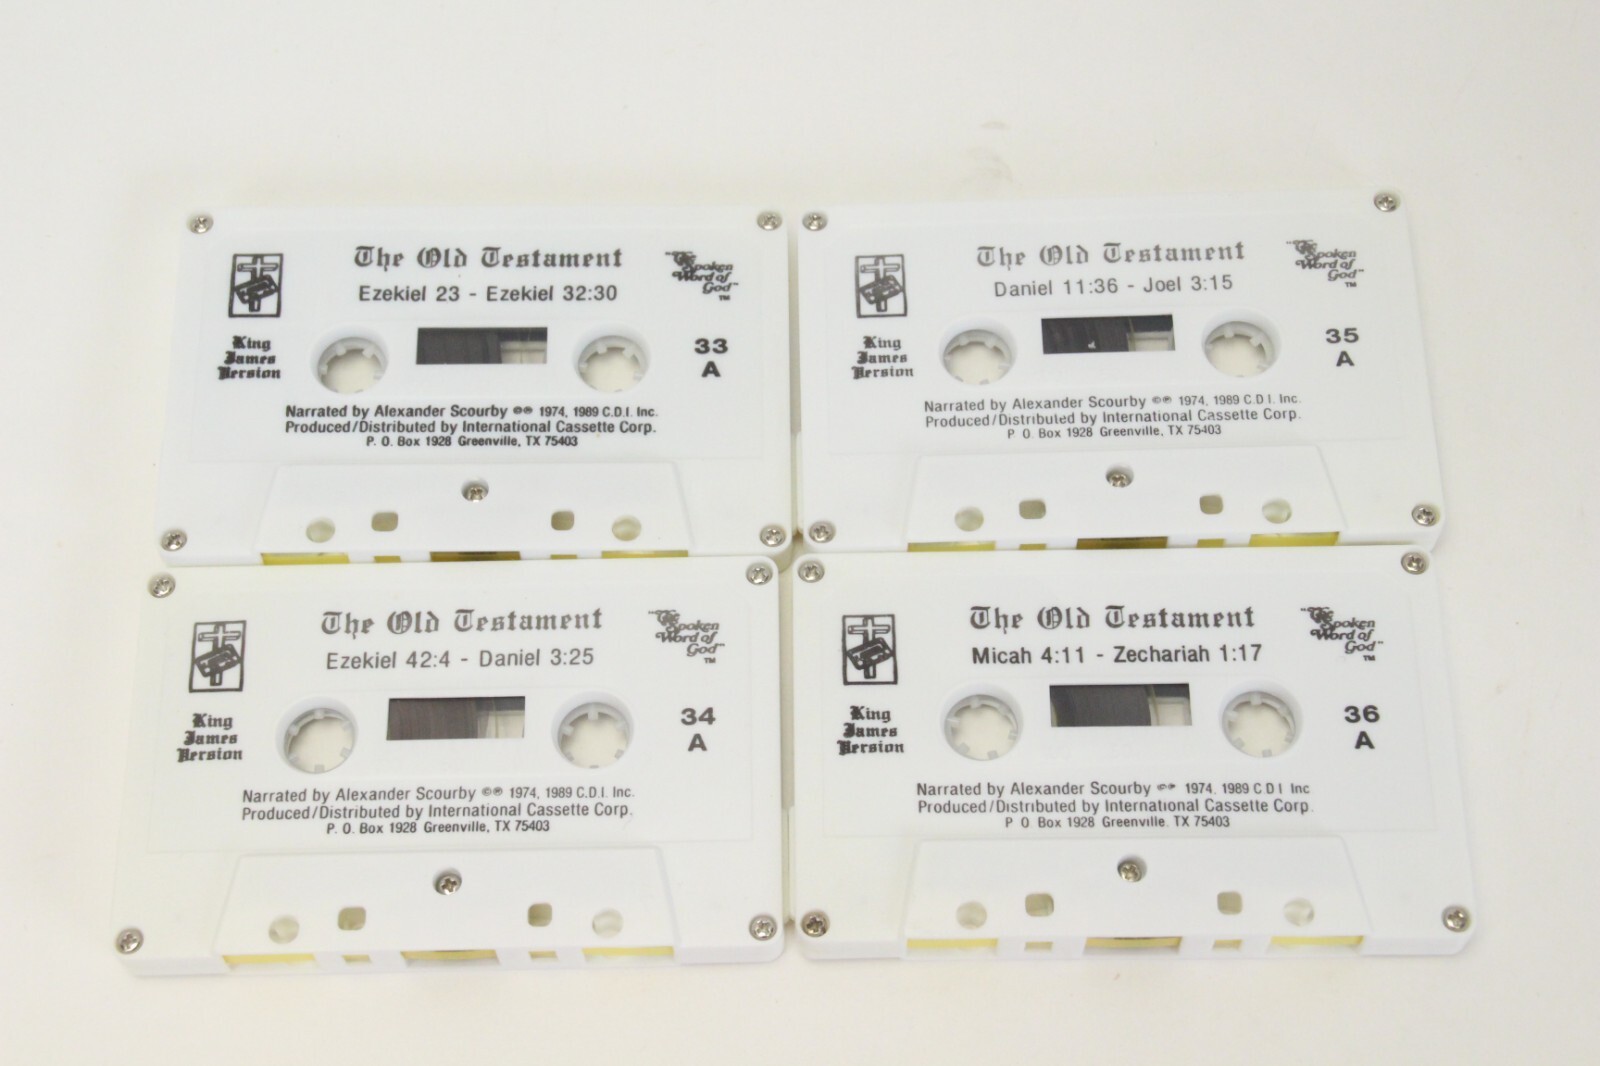 The Old Testament
Ezekiel 23 - Ezekiel 32:30
"The Spoken Word of God"™
King James Version
33
A
Narrated by Alexander Scourby ©℗ 1974, 1989 C.D.I. Inc.
Produced/Distributed by International Cassette Corp.
P. O. Box 1928 Greenville, TX 75403
The Old Testament
Daniel 11:36 - Joel 3:15
"The Spoken Word of God"™
King James Version
35
A
Narrated by Alexander Scourby ©℗ 1974, 1989 C.D.I. Inc.
Produced/Distributed by International Cassette Corp.
P. O. Box 1928 Greenville, TX 75403
The Old Testament
Ezekiel 42:4 - Daniel 3:25
"The Spoken Word of God"™
King James Version
34
A
Narrated by Alexander Scourby ©℗ 1974, 1989 C.D.I. Inc.
Produced/Distributed by International Cassette Corp.
P. O. Box 1928 Greenville, TX 75403
The Old Testament
Micah 4:11 - Zechariah 1:17
"The Spoken Word of God"™
King James Version
36
A
Narrated by Alexander Scourby ©℗ 1974, 1989 C.D.I. Inc
Produced/Distributed by International Cassette Corp.
P. O. Box 1928 Greenville, TX 75403